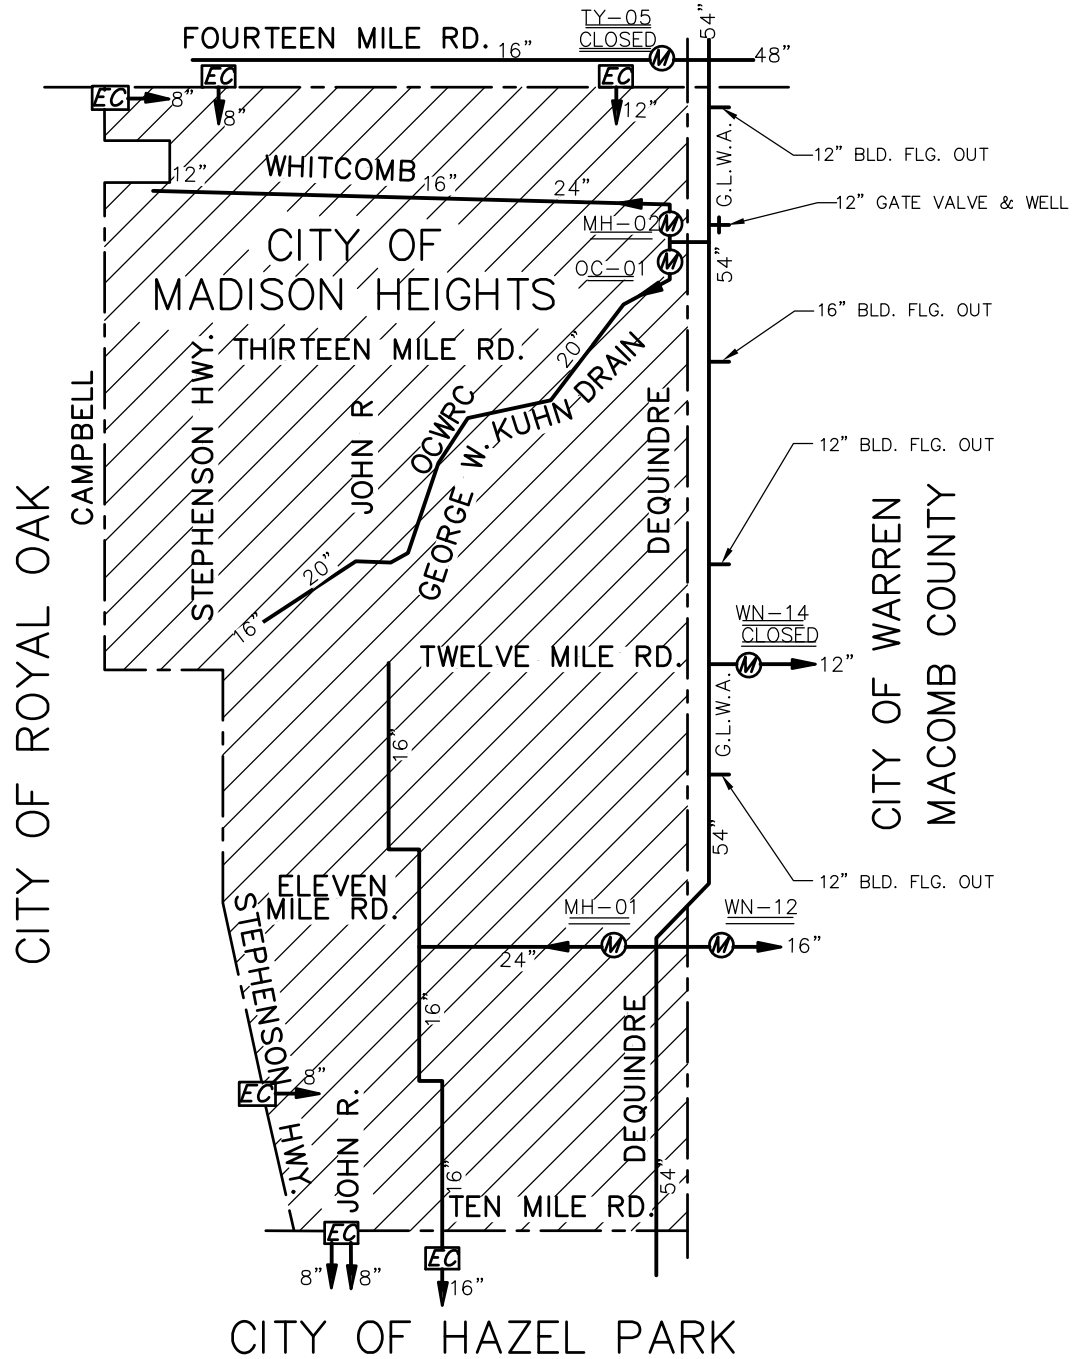 TY-05
CLOSED
54"
FOURTEEN MILE RD.
16"
M
48"
EC
EC
EC
8"
8"
12"
G.L.W.A.
12" BLD. FLG. OUT
WHITCOMB
12"
16"
24"
12" GATE VALVE & WELL
MH-02
M
CITY OF
MADISON HEIGHTS
OC-01
M
54"
16" BLD. FLG. OUT
THIRTEEN MILE RD.
20"
STEPHENSON HWY.
CAMPBELL
JOHN R
OCWRC
GEORGE W. KUHN DRAIN
DEQUINDRE
12" BLD. FLG. OUT
CITY OF ROYAL OAK
CITY OF WARREN
MACOMB COUNTY
20"
16"
WN-14
CLOSED
TWELVE MILE RD.
M
12"
G.L.W.A.
16"
54"
12" BLD. FLG. OUT
ELEVEN
MILE RD.
MH-01
WN-12
M
M
24"
16"
STEPHENSON HWY.
16"
DEQUINDRE
EC
8"
JOHN R.
16"
54"
TEN MILE RD.
EC
EC
8"
8"
16"
CITY OF HAZEL PARK